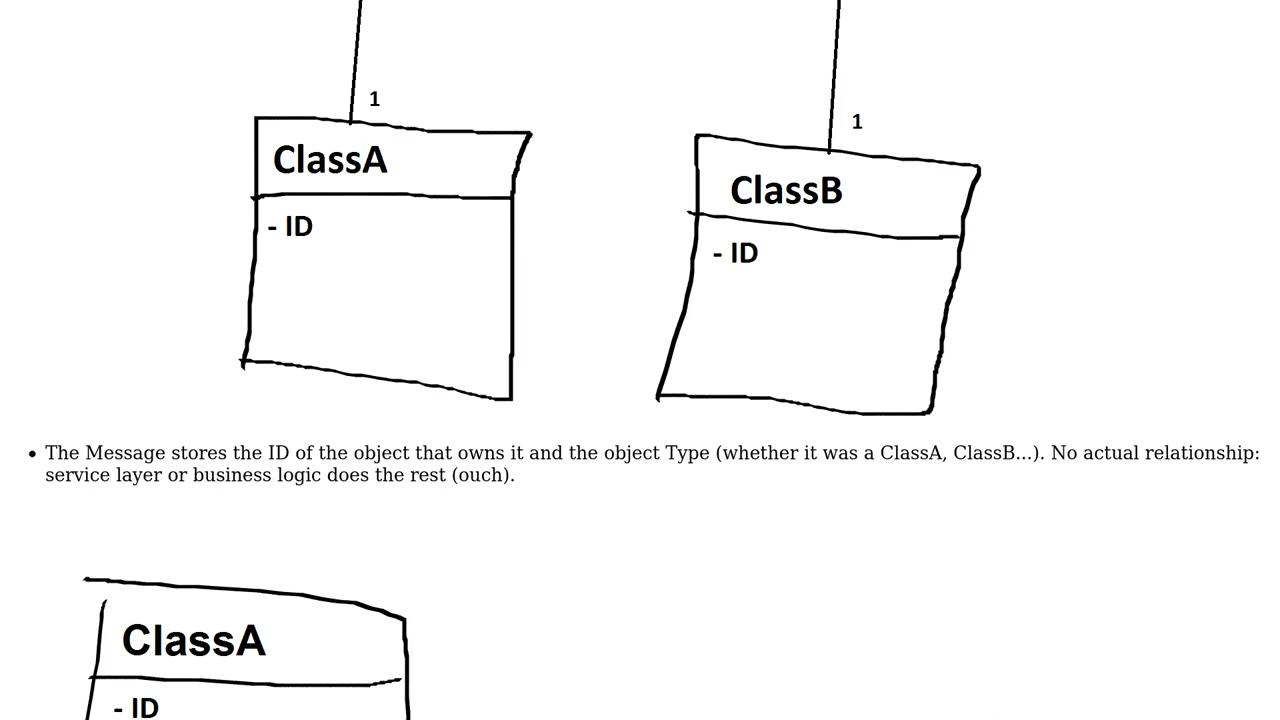 1
1
ClassA
ClassB
- ID
- ID
• The Message stores the ID of the object that owns it and the object Type (whether it was a ClassA, ClassB...). No actual relationship:
service layer or business logic does the rest (ouch).
ClassA
- ID